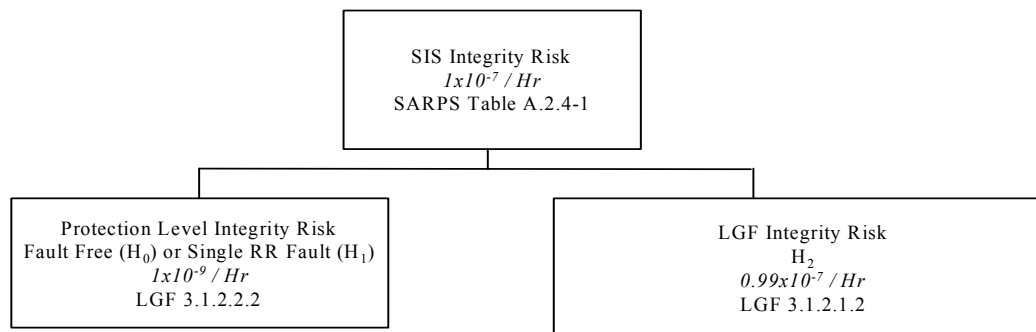 SIS Integrity Risk
1x10⁻⁷ / Hr
SARPS Table A.2.4-1
Protection Level Integrity Risk
Fault Free (H₀) or Single RR Fault (H₁)
1x10⁻⁹ / Hr
LGF 3.1.2.2.2
LGF Integrity Risk
H₂
0.99x10⁻⁷ / Hr
LGF 3.1.2.1.2